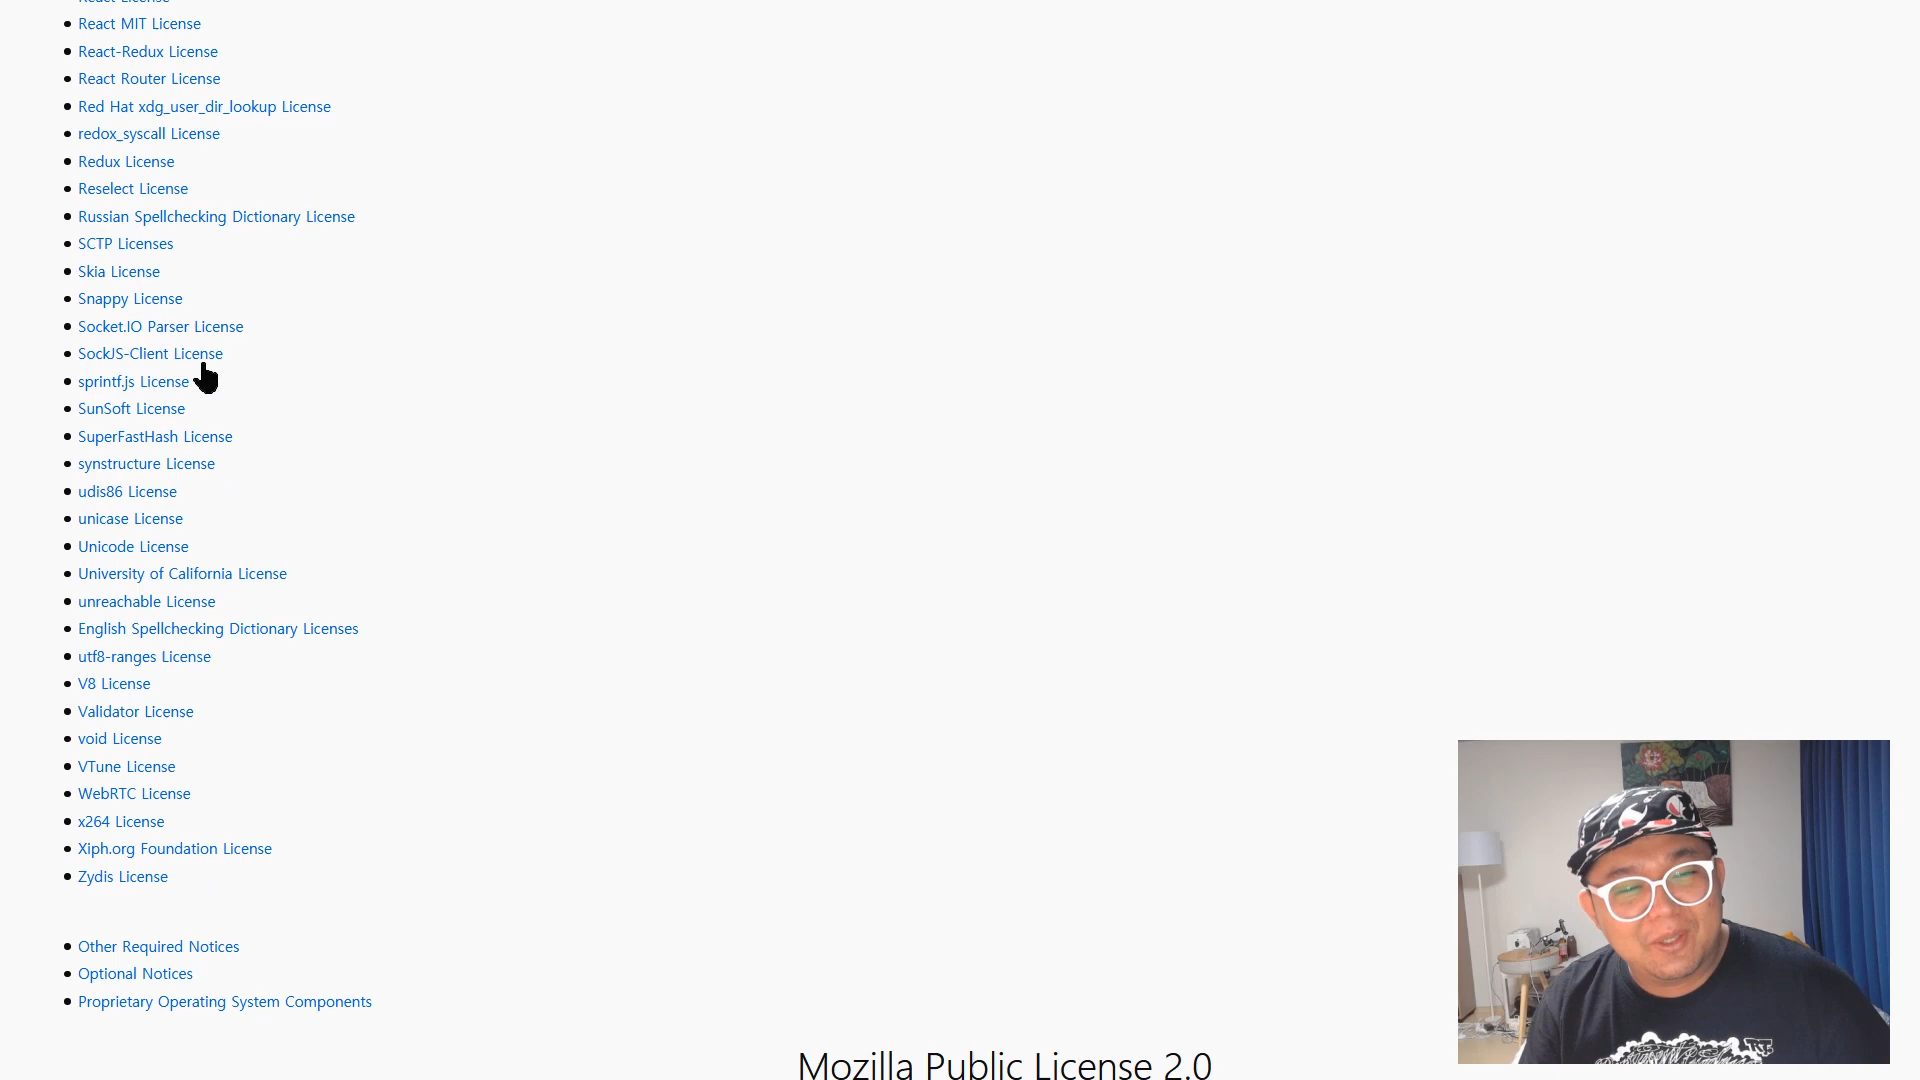 React License
React MIT License
React-Redux License
React Router License
Red Hat xdg_user_dir_lookup License
redox_syscall License
Redux License
Reselect License
Russian Spellchecking Dictionary License
SCTP Licenses
Skia License
Snappy License
Socket.IO Parser License
SockJS-Client License
sprintf.js License
SunSoft License
SuperFastHash License
synstructure License
udis86 License
unicase License
Unicode License
University of California License
unreachable License
English Spellchecking Dictionary Licenses
utf8-ranges License
V8 License
Validator License
void License
VTune License
WebRTC License
x264 License
Xiph.org Foundation License
Zydis License
Other Required Notices
Optional Notices
Proprietary Operating System Components
Mozilla Public License 2.0